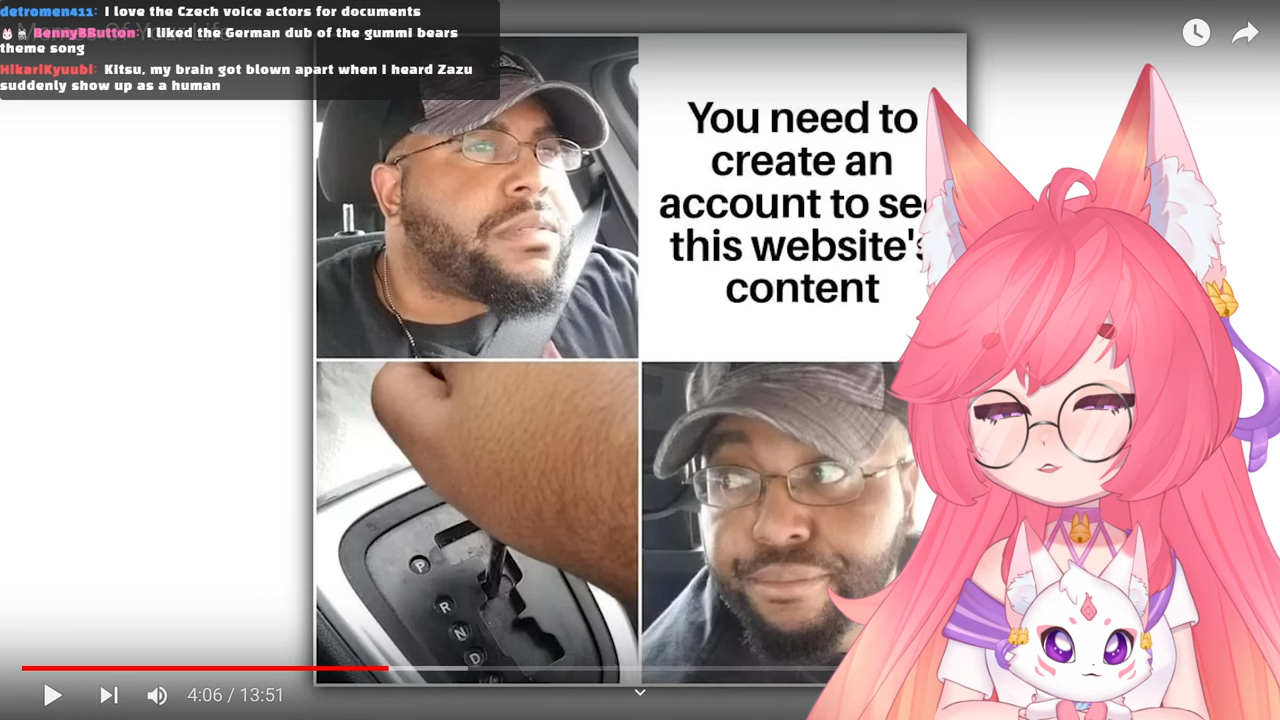 detromen411: I love the Czech voice actors for documents
BennyBButton: I liked the German dub of the gummi bears
theme song
HikariKyuubi: Kitsu, my brain got blown apart when I heard Zazu
suddenly show up as a human
You need to
create an
account to see
this website's
content
P
R
N
D
4:06 / 13:51